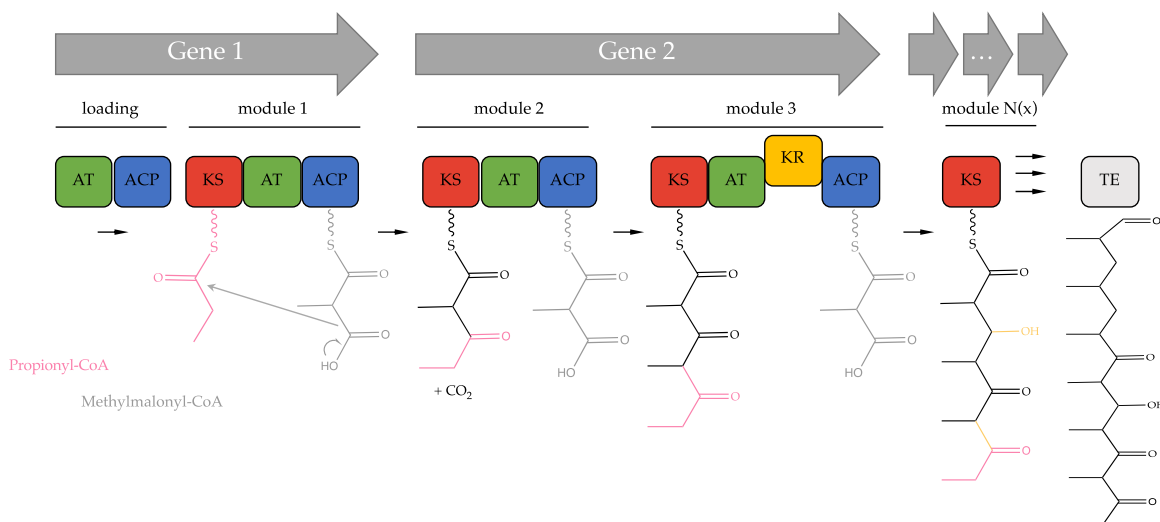 Gene 1
Gene 2
...
loading
module 1
module 2
module 3
module N(x)
AT
ACP
KS
AT
ACP
KS
AT
ACP
KS
AT
KR
ACP
KS
TE
S
S
S
S
S
S
S
O
O
O
O
O
O
O
O
O
HO
O
O
O
OH
O
O
HO
O
O
HO
O
O
OH
O
O
Propionyl-CoA
Methylmalonyl-CoA
+ CO₂